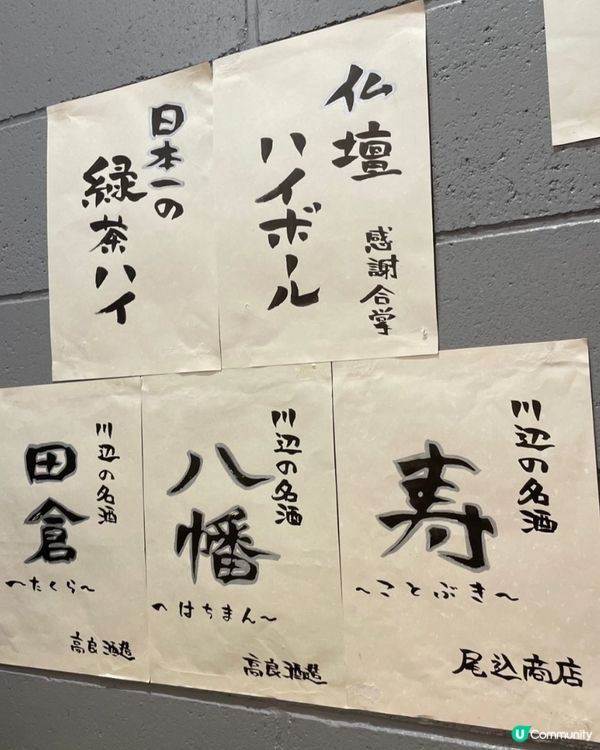 仏壇
ハイボール
感謝合掌
日本一の
緑茶ハイ
川辺の名酒
寿
~ことぶき~
尾込商店
川辺の名酒
八幡
~はちまん~
高良酒造
川辺の名酒
田倉
~たくら~
高良酒造
U Community